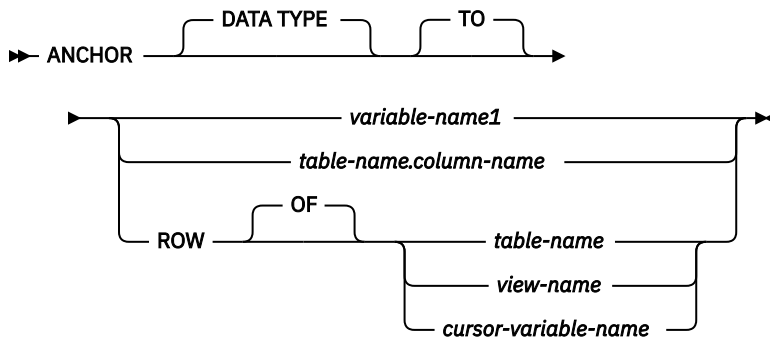 DATA TYPE TO
ANCHOR
variable-name1
table-name.column-name
OF
ROW table-name
view-name
cursor-variable-name